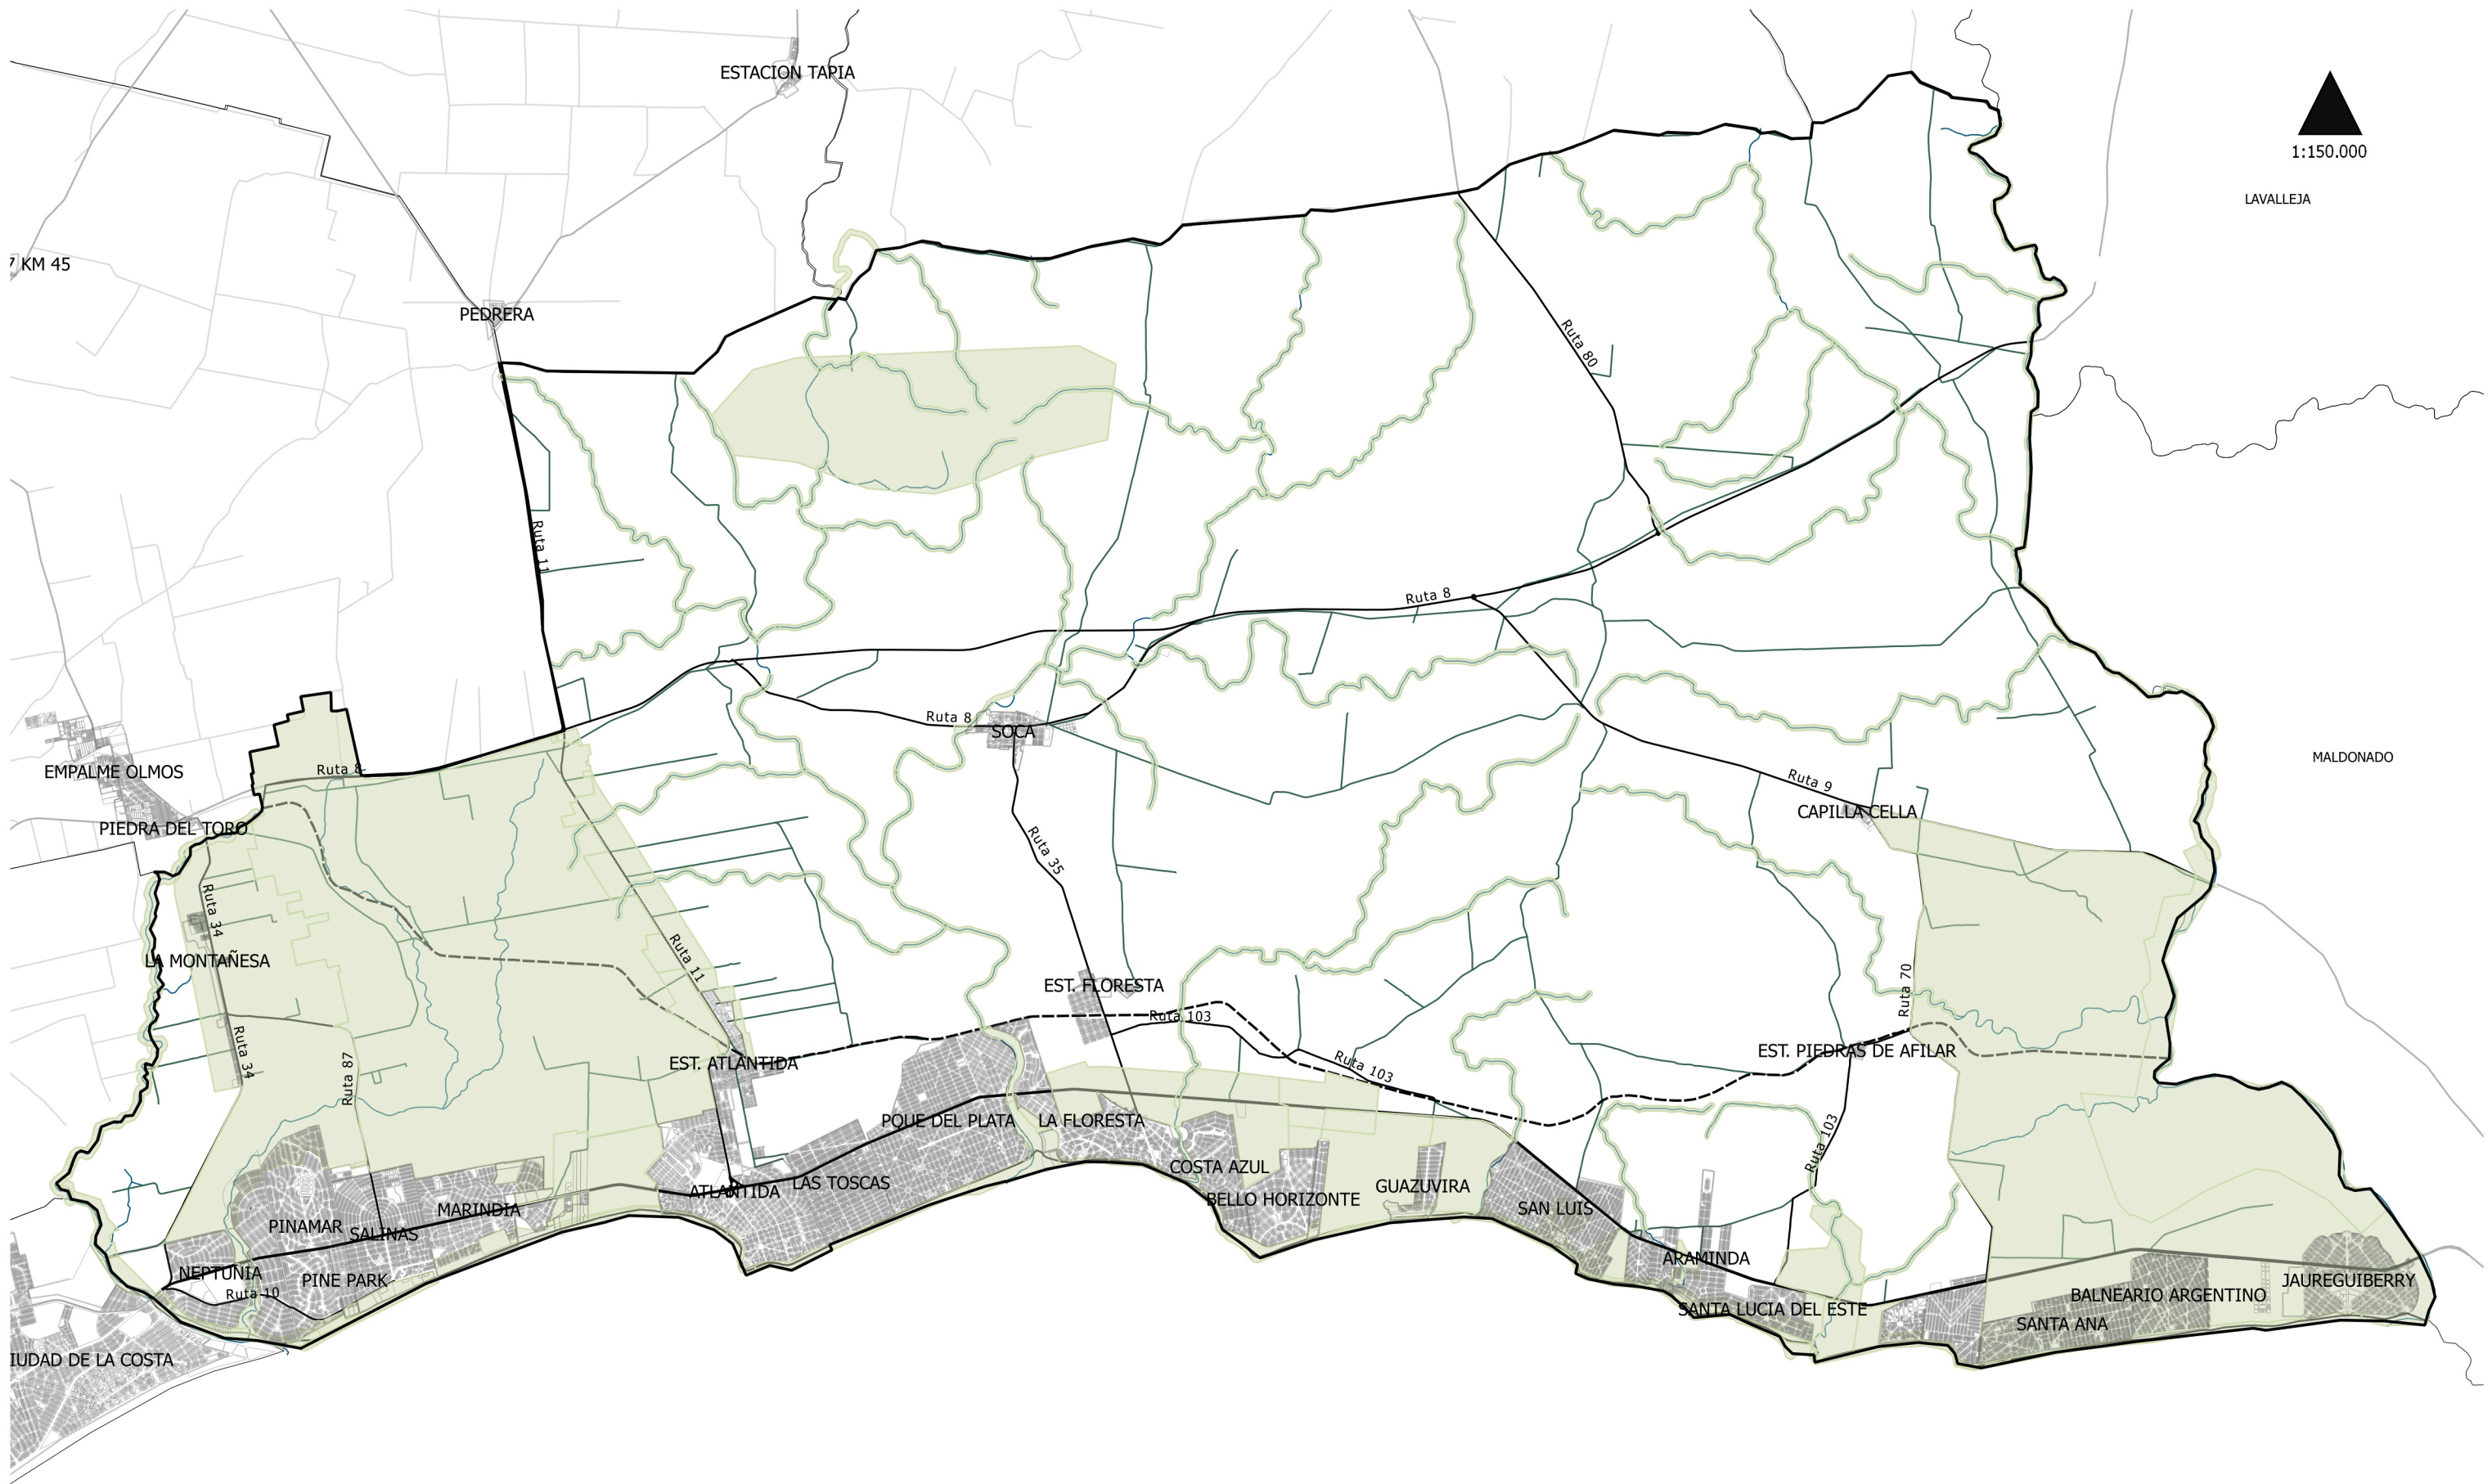 ESTACION TAPIA
1:150.000
LAVALLEJA
7 KM 45
PEDRERA
Ruta 80
Ruta 11
Ruta 8
Ruta 8
SOCA
EMPALME OLMOS
Ruta 8
MALDONADO
Ruta 9
CAPILLA CELLA
PIEDRA DEL TORO
Ruta 35
Ruta 34
LA MONTAÑESA
Ruta 11
EST. FLORESTA
Ruta 70
Ruta 103
Ruta 34
EST. ATLANTIDA
Ruta 103
EST. PIEDRAS DE AFILAR
Ruta 87
PQUE DEL PLATA
LA FLORESTA
Ruta 103
COSTA AZUL
LAS TOSCAS
ATLANTIDA
GUAZUVIRA
BELLO HORIZONTE
MARINDIA
SAN LUIS
PINAMAR
SALINAS
ARAMINDA
NEPTUNIA
PINE PARK
JAUREGUIBERRY
Ruta 10
BALNEARIO ARGENTINO
SANTA LUCIA DEL ESTE
SANTA ANA
IUDAD DE LA COSTA